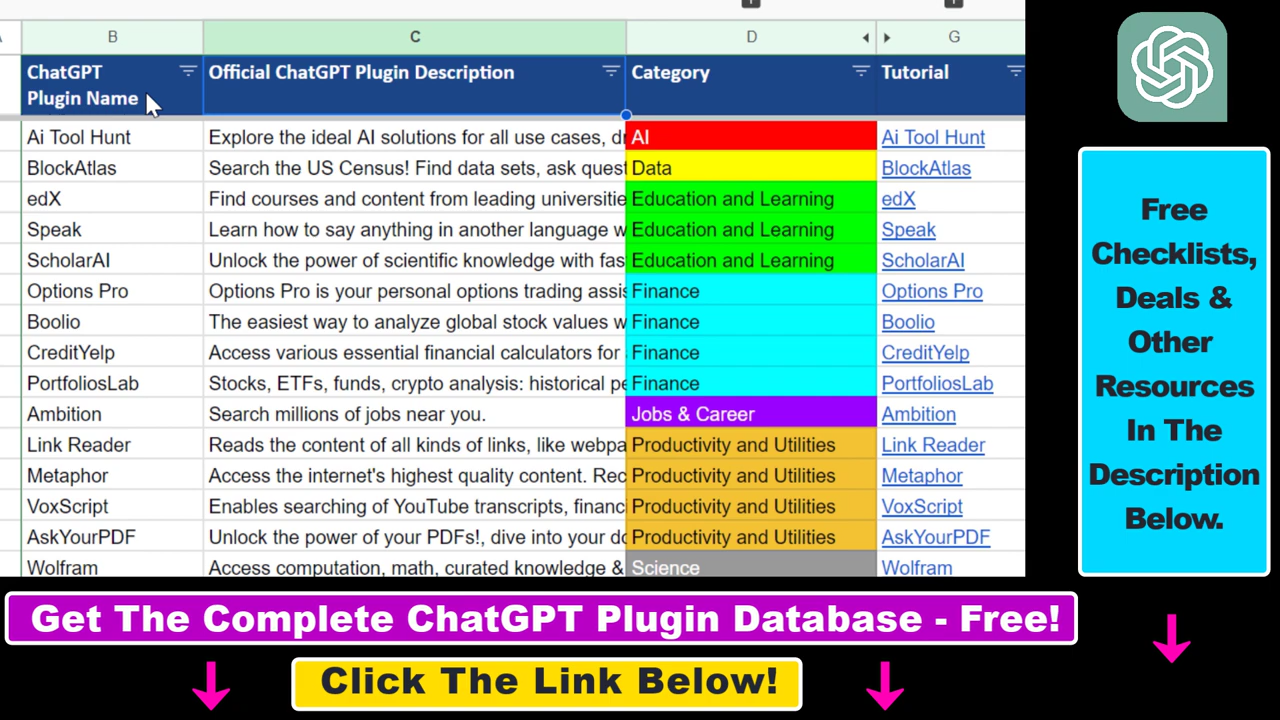 B C D G
ChatGPT Plugin Name Official ChatGPT Plugin Description Category Tutorial
Ai Tool Hunt Explore the ideal AI solutions for all use cases, AI Ai Tool Hunt
BlockAtlas Search the US Census! Find data sets, ask Data BlockAtlas
edX Find courses and content from leading Education and Learning edX
Speak Learn how to say anything in another language Education and Learning Speak
ScholarAI Unlock the power of scientific knowledge with Education and Learning ScholarAI
Options Pro Options Pro is your personal options trading Finance Options Pro
Boolio The easiest way to analyze global stock values Finance Boolio
CreditYelp Access various essential financial calculators for Finance CreditYelp
PortfoliosLab Stocks, ETFs, funds, crypto analysis: historical Finance PortfoliosLab
Ambition Search millions of jobs near you. Jobs & Career Ambition
Link Reader Reads the content of all kinds of links, like Productivity and Utilities Link Reader
Metaphor Access the internet's highest quality content. Productivity and Utilities Metaphor
VoxScript Enables searching of YouTube transcripts, Productivity and Utilities VoxScript
AskYourPDF Unlock the power of your PDFs!, dive into your Productivity and Utilities AskYourPDF
Wolfram Access computation, math, curated knowledge & Science Wolfram
Free
Checklists,
Deals &
Other
Resources
In The
Description
Below.
Get The Complete ChatGPT Plugin Database - Free!
Click The Link Below!